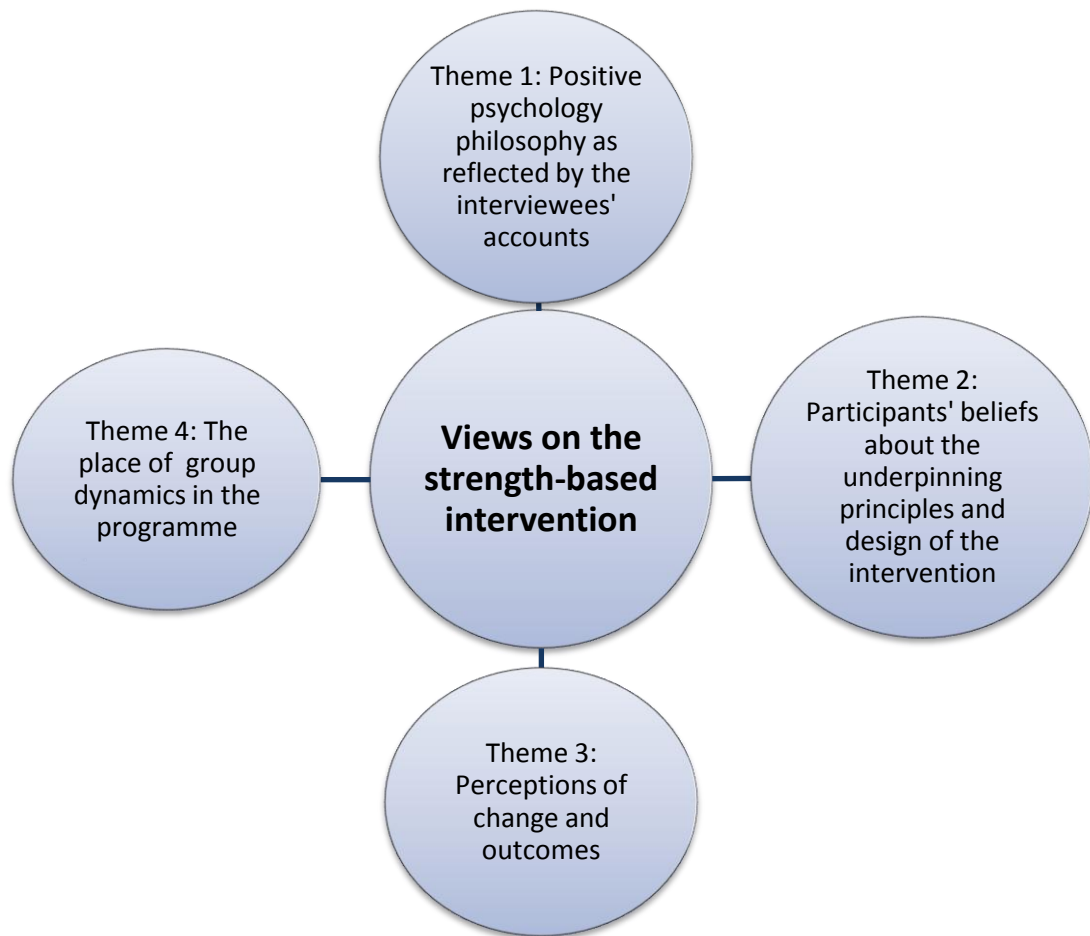 Theme 1: Positive
psychology
philosophy as
reflected by the
interviewees'
accounts
Views on the
strength-based
intervention
Theme 2:
Participants' beliefs
about the
underpinning
principles and
design of the
intervention
Theme 3:
Perceptions of
change and
outcomes
Theme 4: The
place of group
dynamics in the
programme